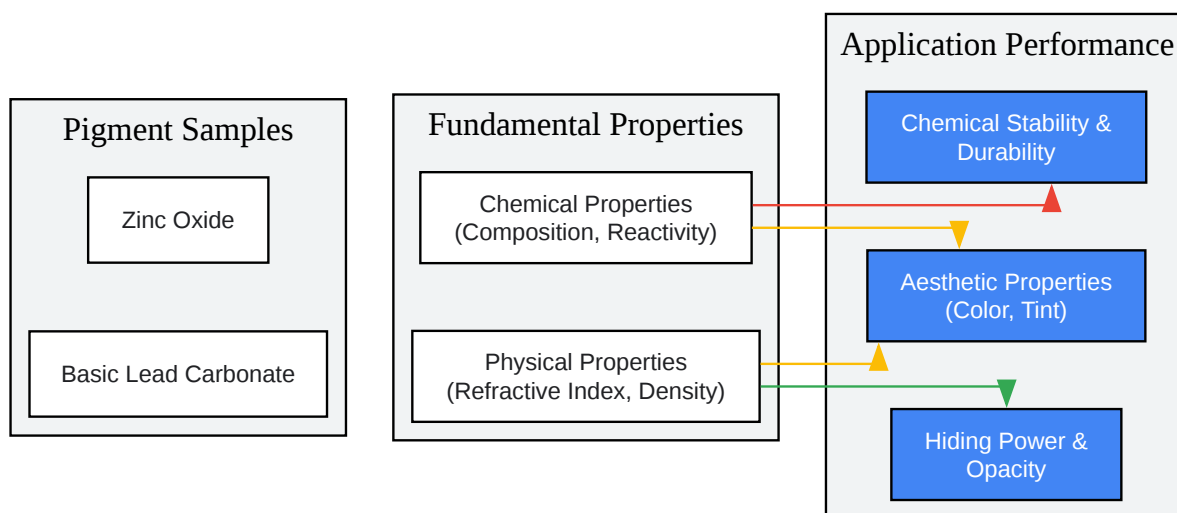 Pigment Samples
Zinc Oxide
Basic Lead Carbonate
Fundamental Properties
Chemical Properties
(Composition, Reactivity)
Physical Properties
(Refractive Index, Density)
Application Performance
Chemical Stability &
Durability
Aesthetic Properties
(Color, Tint)
Hiding Power &
Opacity